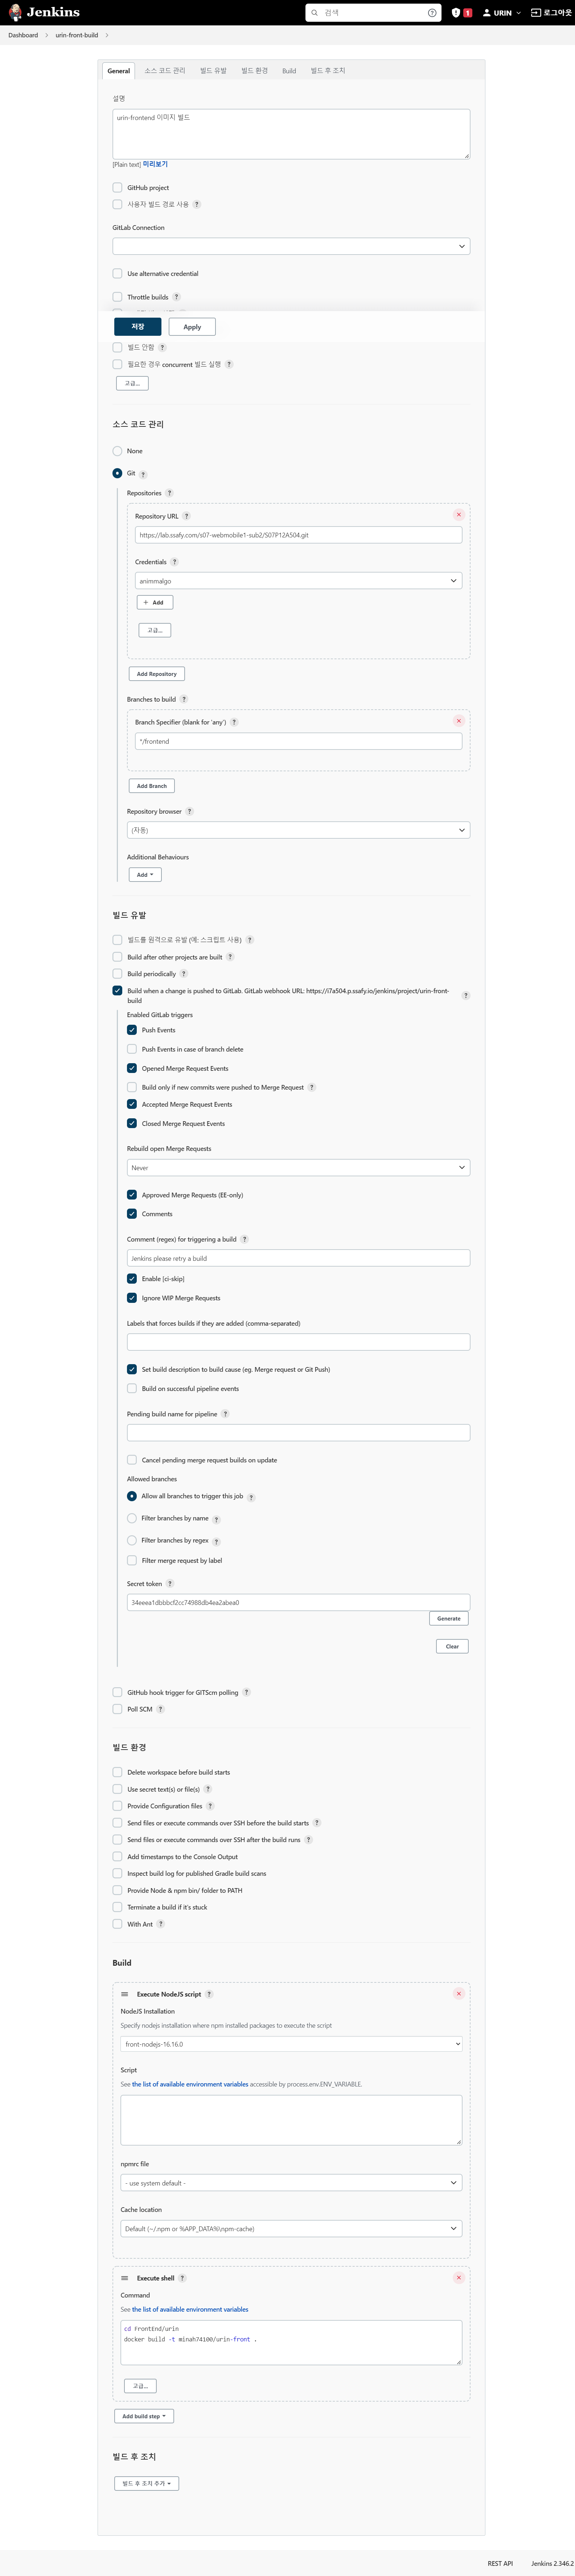 Jenkins
검색
1
URIN
로그아웃
Dashboard
urin-front-build
General
소스 코드 관리
빌드 유발
빌드 환경
Build
빌드 후 조치
설명
urin-frontend 이미지 빌드
[Plain text] 미리보기
GitHub project
사용자 빌드 경로 사용 ?
GitLab Connection
Use alternative credential
Throttle builds ?
저장
Apply
빌드 안함 ?
필요한 경우 concurrent 빌드 실행 ?
고급...
소스 코드 관리
None
Git ?
Repositories ?
Repository URL ?
https://lab.ssafy.com/s07-webmobile1-sub2/S07P12A504.git
Credentials ?
animmalgo
+ Add
고급...
Add Repository
Branches to build ?
Branch Specifier (blank for 'any') ?
*/frontend
Add Branch
Repository browser ?
(자동)
Additional Behaviours
Add
빌드 유발
빌드를 원격으로 유발 (예: 스크립트 사용) ?
Build after other projects are built ?
Build periodically ?
Build when a change is pushed to GitLab. GitLab webhook URL: https://i7a504.p.ssafy.io/jenkins/project/urin-front-
build ?
Enabled GitLab triggers
Push Events
Push Events in case of branch delete
Opened Merge Request Events
Build only if new commits were pushed to Merge Request ?
Accepted Merge Request Events
Closed Merge Request Events
Rebuild open Merge Requests
Never
Approved Merge Requests (EE-only)
Comments
Comment (regex) for triggering a build ?
Jenkins please retry a build
Enable [ci-skip]
Ignore WIP Merge Requests
Labels that forces builds if they are added (comma-separated)
Set build description to build cause (eg. Merge request or Git Push)
Build on successful pipeline events
Pending build name for pipeline ?
Cancel pending merge request builds on update
Allowed branches
Allow all branches to trigger this job ?
Filter branches by name ?
Filter branches by regex ?
Filter merge request by label
Secret token ?
34eeea1dbbbcf2cc74988db4ea2abea0
Generate
Clear
GitHub hook trigger for GITScm polling ?
Poll SCM ?
빌드 환경
Delete workspace before build starts
Use secret text(s) or file(s) ?
Provide Configuration files ?
Send files or execute commands over SSH before the build starts ?
Send files or execute commands over SSH after the build runs ?
Add timestamps to the Console Output
Inspect build log for published Gradle build scans
Provide Node & npm bin/ folder to PATH
Terminate a build if it's stuck
With Ant ?
Build
Execute NodeJS script ?
NodeJS Installation
Specify nodejs installation where npm installed packages to execute the script
front-nodejs-16.16.0
Script
See the list of available environment variables accessible by process.env.ENV_VARIABLE.
npmrc file
- use system default -
Cache location
Default (~/.npm or %APP_DATA%\npm-cache)
Execute shell ?
Command
See the list of available environment variables
cd FrontEnd/urin
docker build -t minah74100/urin-front .
고급...
Add build step
빌드 후 조치
빌드 후 조치 추가
REST API
Jenkins 2.346.2